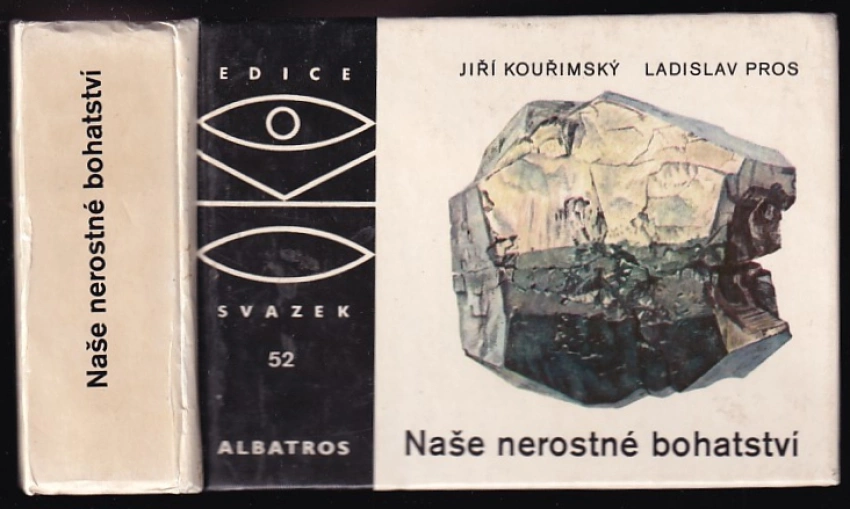 Naše nerostné bohatství
EDICE
SVAZEK
52
ALBATROS
JIŘÍ KOUŘIMSKÝ LADISLAV PROS
Naše nerostné bohatství